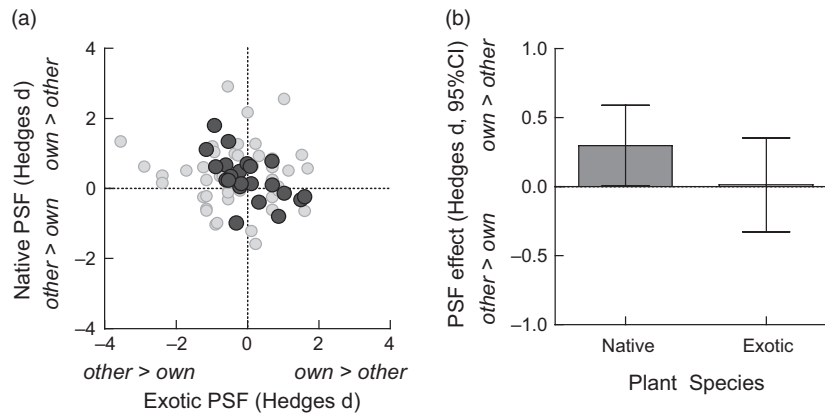 (a)
4
2
0
−2
−4
Native PSF (Hedges d)
other > own
own > other
−4
−2
0
2
4
other > own
own > other
Exotic PSF (Hedges d)
(b)
1.0
0.5
0.0
−0.5
−1.0
PSF effect (Hedges d, 95%CI)
other > own
own > other
Native
Exotic
Plant Species